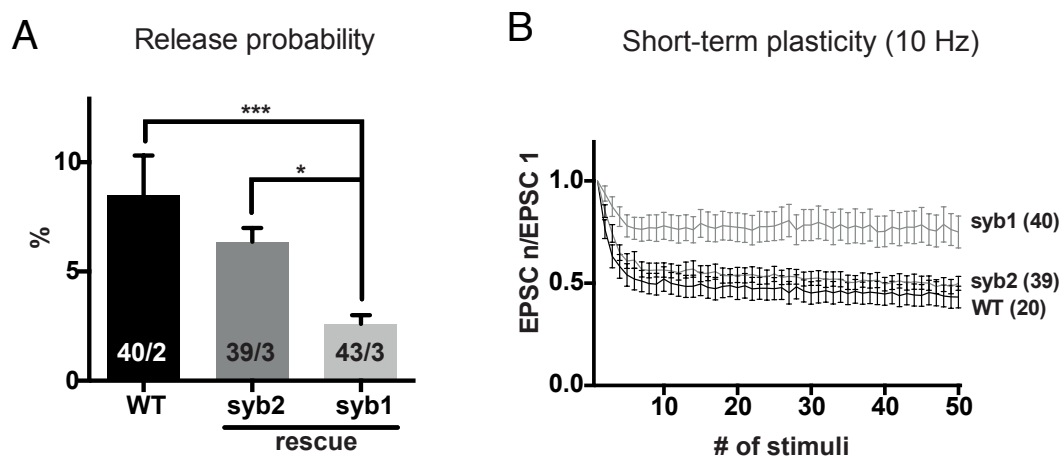 A
Release probability
***
*
10
5
0
%
40/2
39/3
43/3
WT
syb2
syb1
rescue
B
Short-term plasticity (10 Hz)
EPSC n/EPSC 1
1.0
0.5
0.0
syb1 (40)
syb2 (39)
WT (20)
10
20
30
40
50
# of stimuli